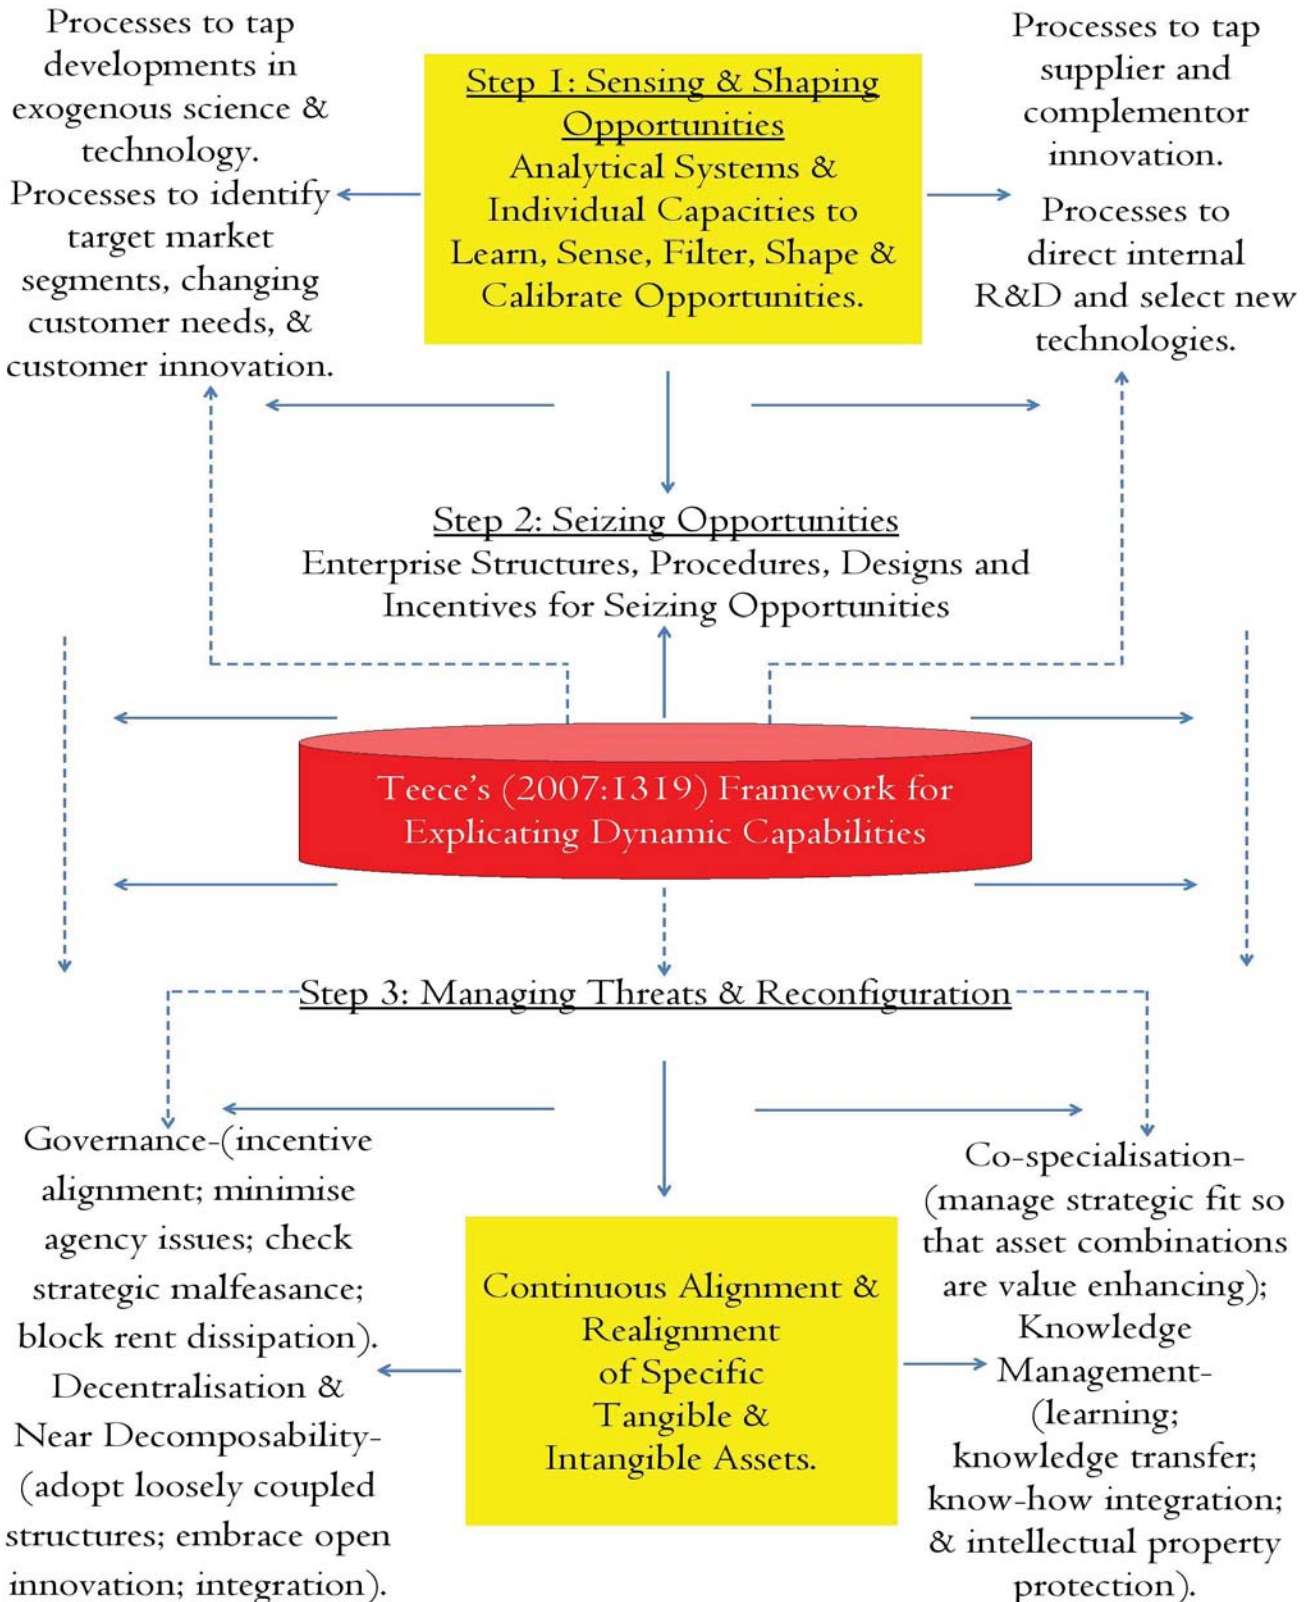 Processes to tap
developments in
exogenous science &
technology.
Processes to identify
target market
segments, changing
customer needs, &
customer innovation.
Step 1: Sensing & Shaping
Opportunities
Analytical Systems &
Individual Capacities to
Learn, Sense, Filter, Shape &
Calibrate Opportunities.
Processes to tap
supplier and
complementor
innovation.
Processes to
direct internal
R&D and select new
technologies.
Step 2: Seizing Opportunities
Enterprise Structures, Procedures, Designs and
Incentives for Seizing Opportunities
Teece's (2007:1319) Framework for
Explicating Dynamic Capabilities
Step 3: Managing Threats & Reconfiguration
Governance-(incentive
alignment; minimise
agency issues; check
strategic malfeasance;
block rent dissipation).
Decentralisation &
Near Decomposability-
(adopt loosely coupled
structures; embrace open
innovation; integration).
Continuous Alignment &
Realignment
of Specific
Tangible &
Intangible Assets.
Co-specialisation-
(manage strategic fit so
that asset combinations
are value enhancing);
Knowledge
Management-
(learning;
knowledge transfer;
know-how integration;
& intellectual property
protection).